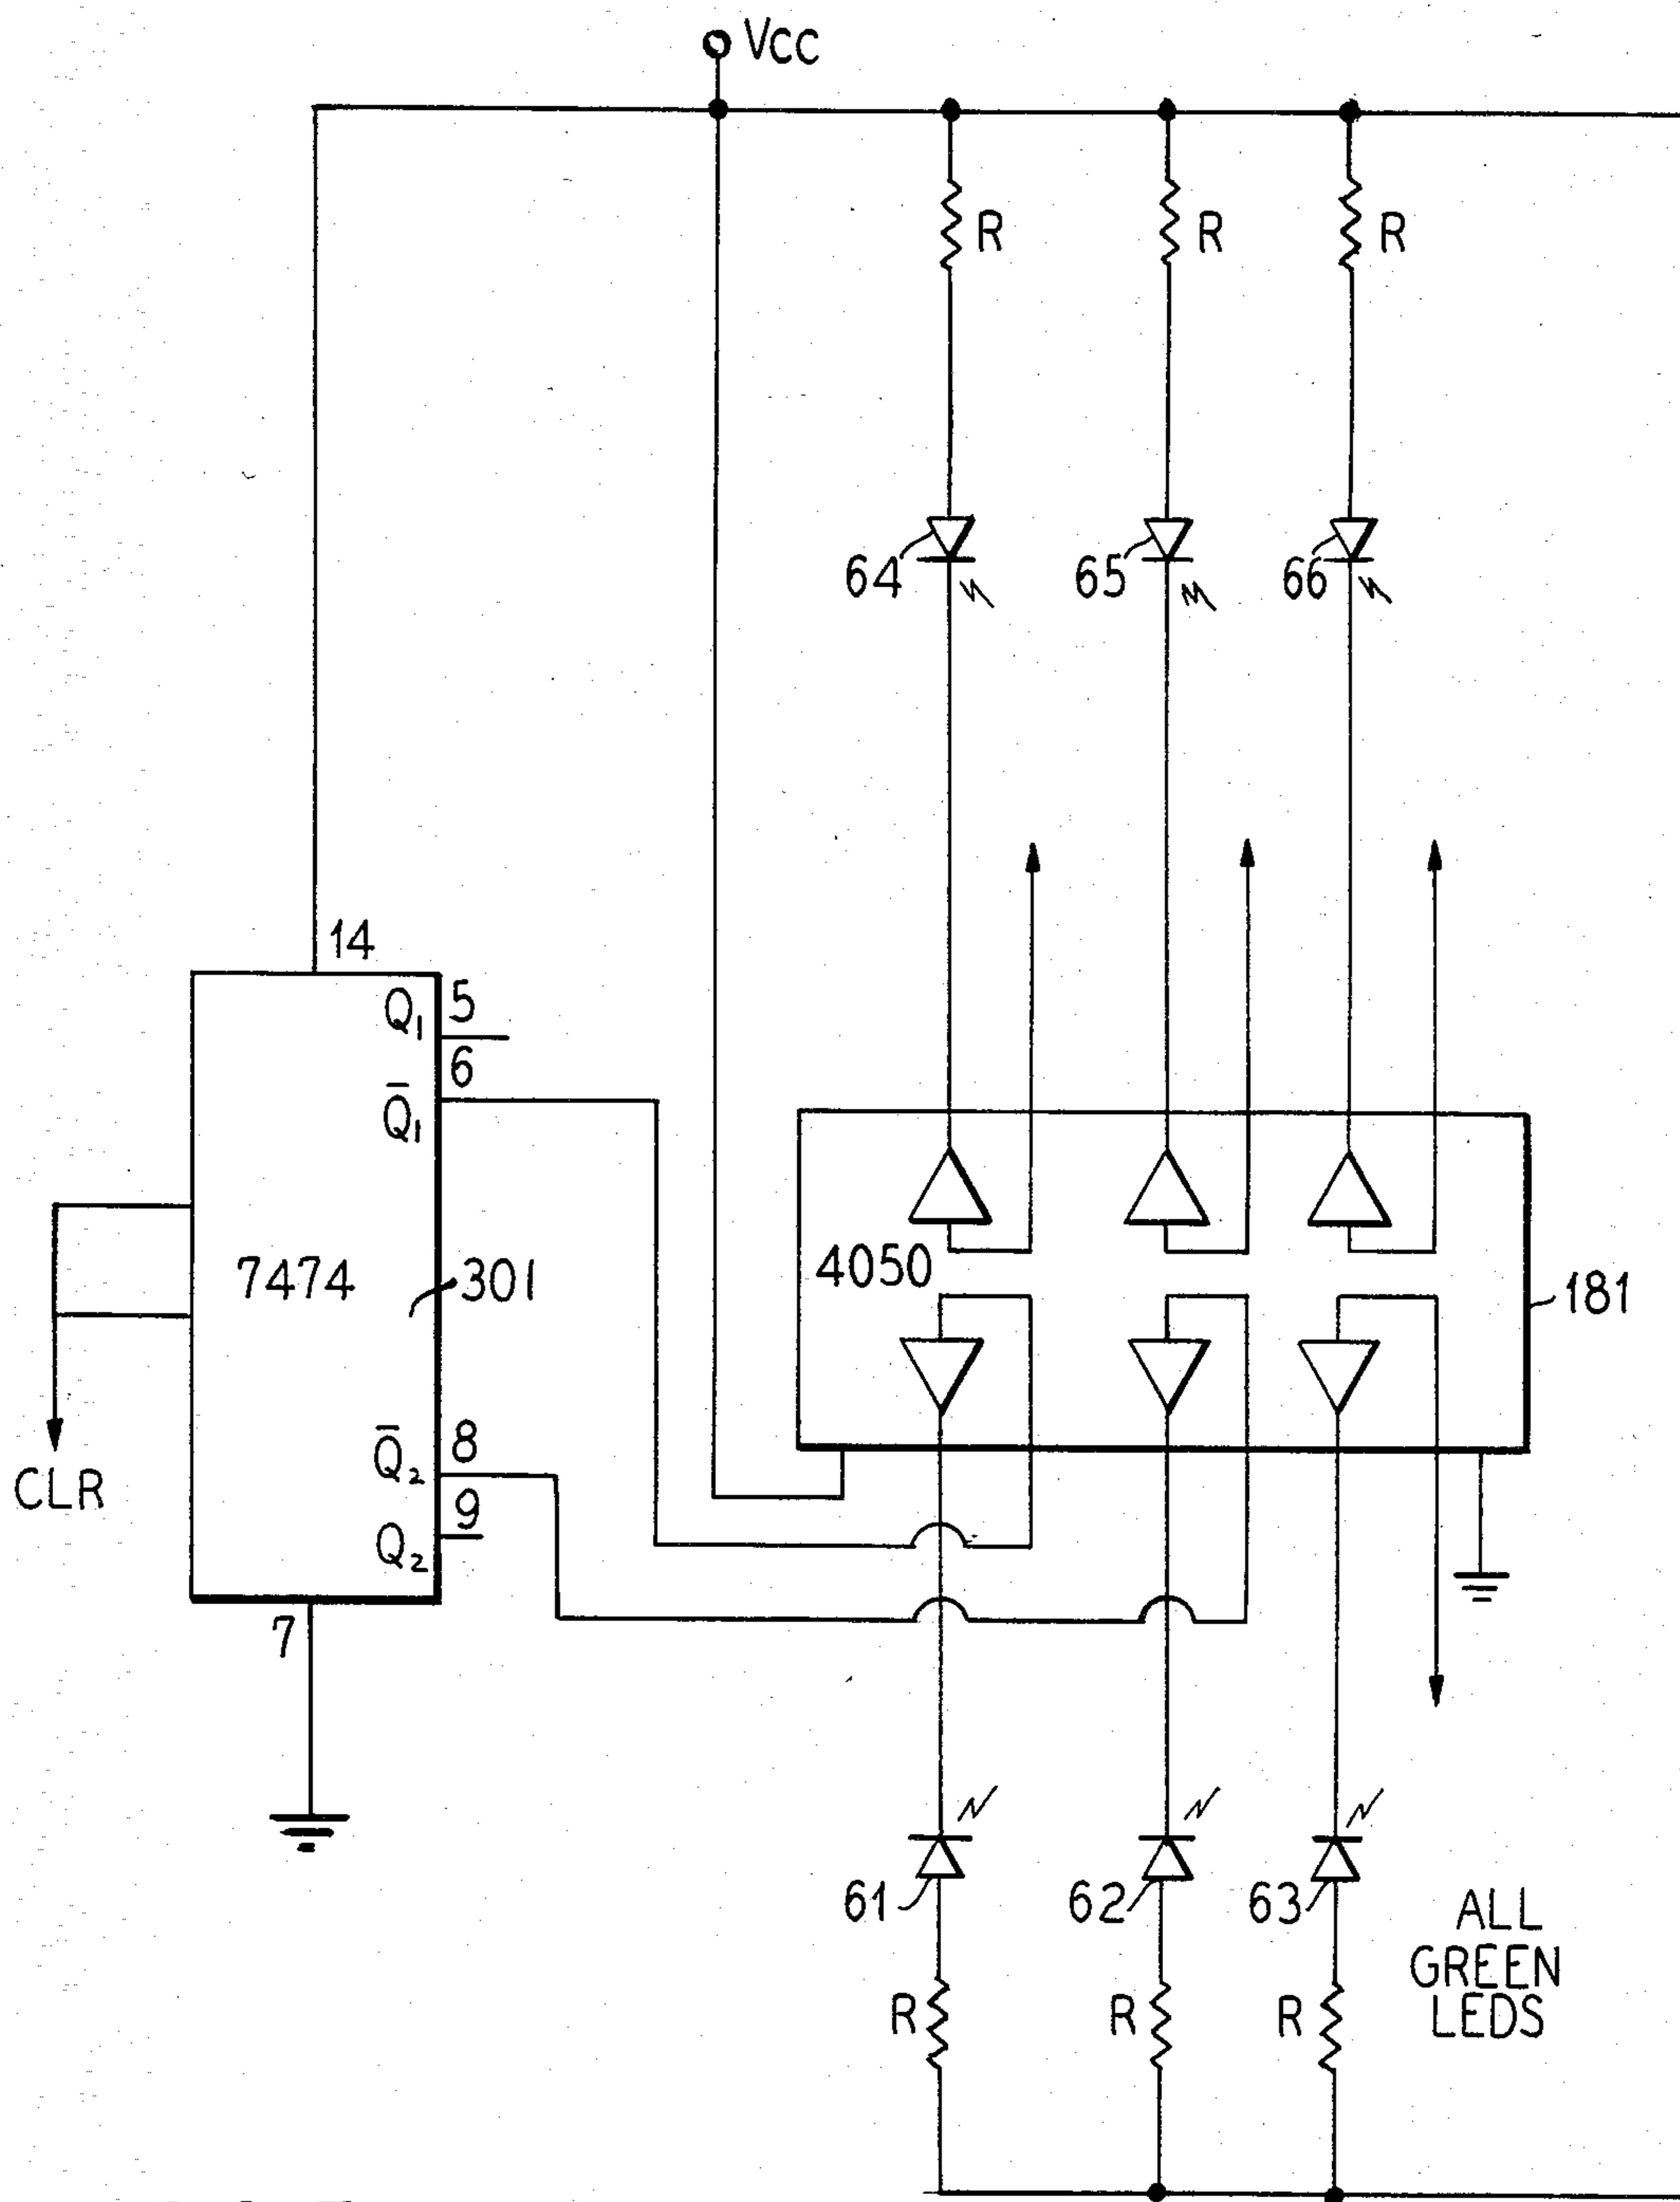 VCC
R R R
64 65 66
14
Q1 5
6
Q̄1
4050
7474 301 181
Q̄2 8
9
CLR
Q2
7
61 62 63
ALL
GREEN
LEDS
R R R